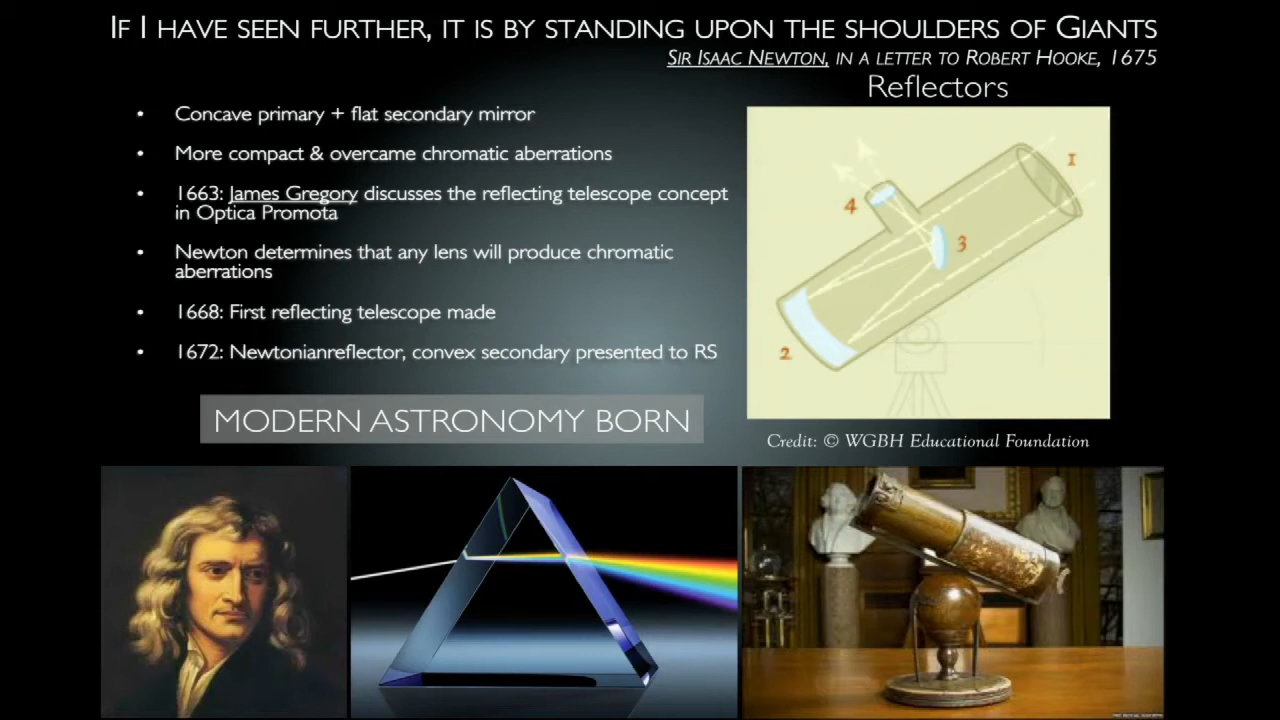 IF I HAVE SEEN FURTHER, IT IS BY STANDING UPON THE SHOULDERS OF GIANTS
SIR ISAAC NEWTON, IN A LETTER TO ROBERT HOOKE, 1675
Reflectors
• Concave primary + flat secondary mirror
• More compact & overcame chromatic aberrations
• 1663: James Gregory discusses the reflecting telescope concept
in Optica Promota
• Newton determines that any lens will produce chromatic
aberrations
• 1668: First reflecting telescope made
• 1672: Newtonianreflector, convex secondary presented to RS
MODERN ASTRONOMY BORN
1
4
3
2
Credit: © WGBH Educational Foundation